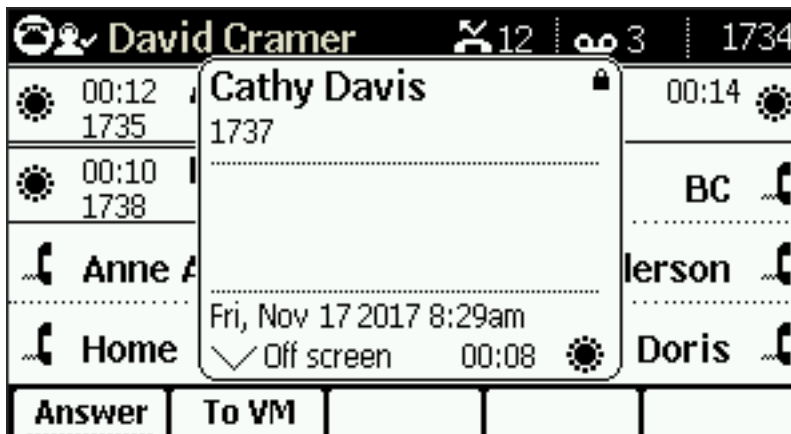 David Cramer 12 3 1734
00:12
1735
Cathy Davis
1737
00:14
00:10
1738
BC
Anne
lerson
Fri, Nov 17 2017 8:29am
Home
Off screen 00:08
Doris
Answer To VM